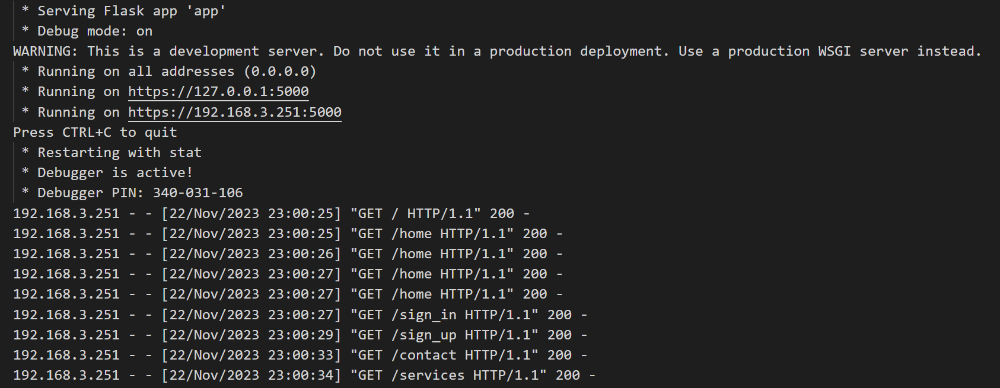 * Serving Flask app 'app'
* Debug mode: on
WARNING: This is a development server. Do not use it in a production deployment. Use a production WSGI server instead.
* Running on all addresses (0.0.0.0)
* Running on https://127.0.0.1:5000
* Running on https://192.168.3.251:5000
Press CTRL+C to quit
* Restarting with stat
* Debugger is active!
* Debugger PIN: 340-031-106
192.168.3.251 - - [22/Nov/2023 23:00:25] "GET / HTTP/1.1" 200 -
192.168.3.251 - - [22/Nov/2023 23:00:25] "GET /home HTTP/1.1" 200 -
192.168.3.251 - - [22/Nov/2023 23:00:26] "GET /home HTTP/1.1" 200 -
192.168.3.251 - - [22/Nov/2023 23:00:27] "GET /home HTTP/1.1" 200 -
192.168.3.251 - - [22/Nov/2023 23:00:27] "GET /home HTTP/1.1" 200 -
192.168.3.251 - - [22/Nov/2023 23:00:27] "GET /sign_in HTTP/1.1" 200 -
192.168.3.251 - - [22/Nov/2023 23:00:29] "GET /sign_up HTTP/1.1" 200 -
192.168.3.251 - - [22/Nov/2023 23:00:33] "GET /contact HTTP/1.1" 200 -
192.168.3.251 - - [22/Nov/2023 23:00:34] "GET /services HTTP/1.1" 200 -